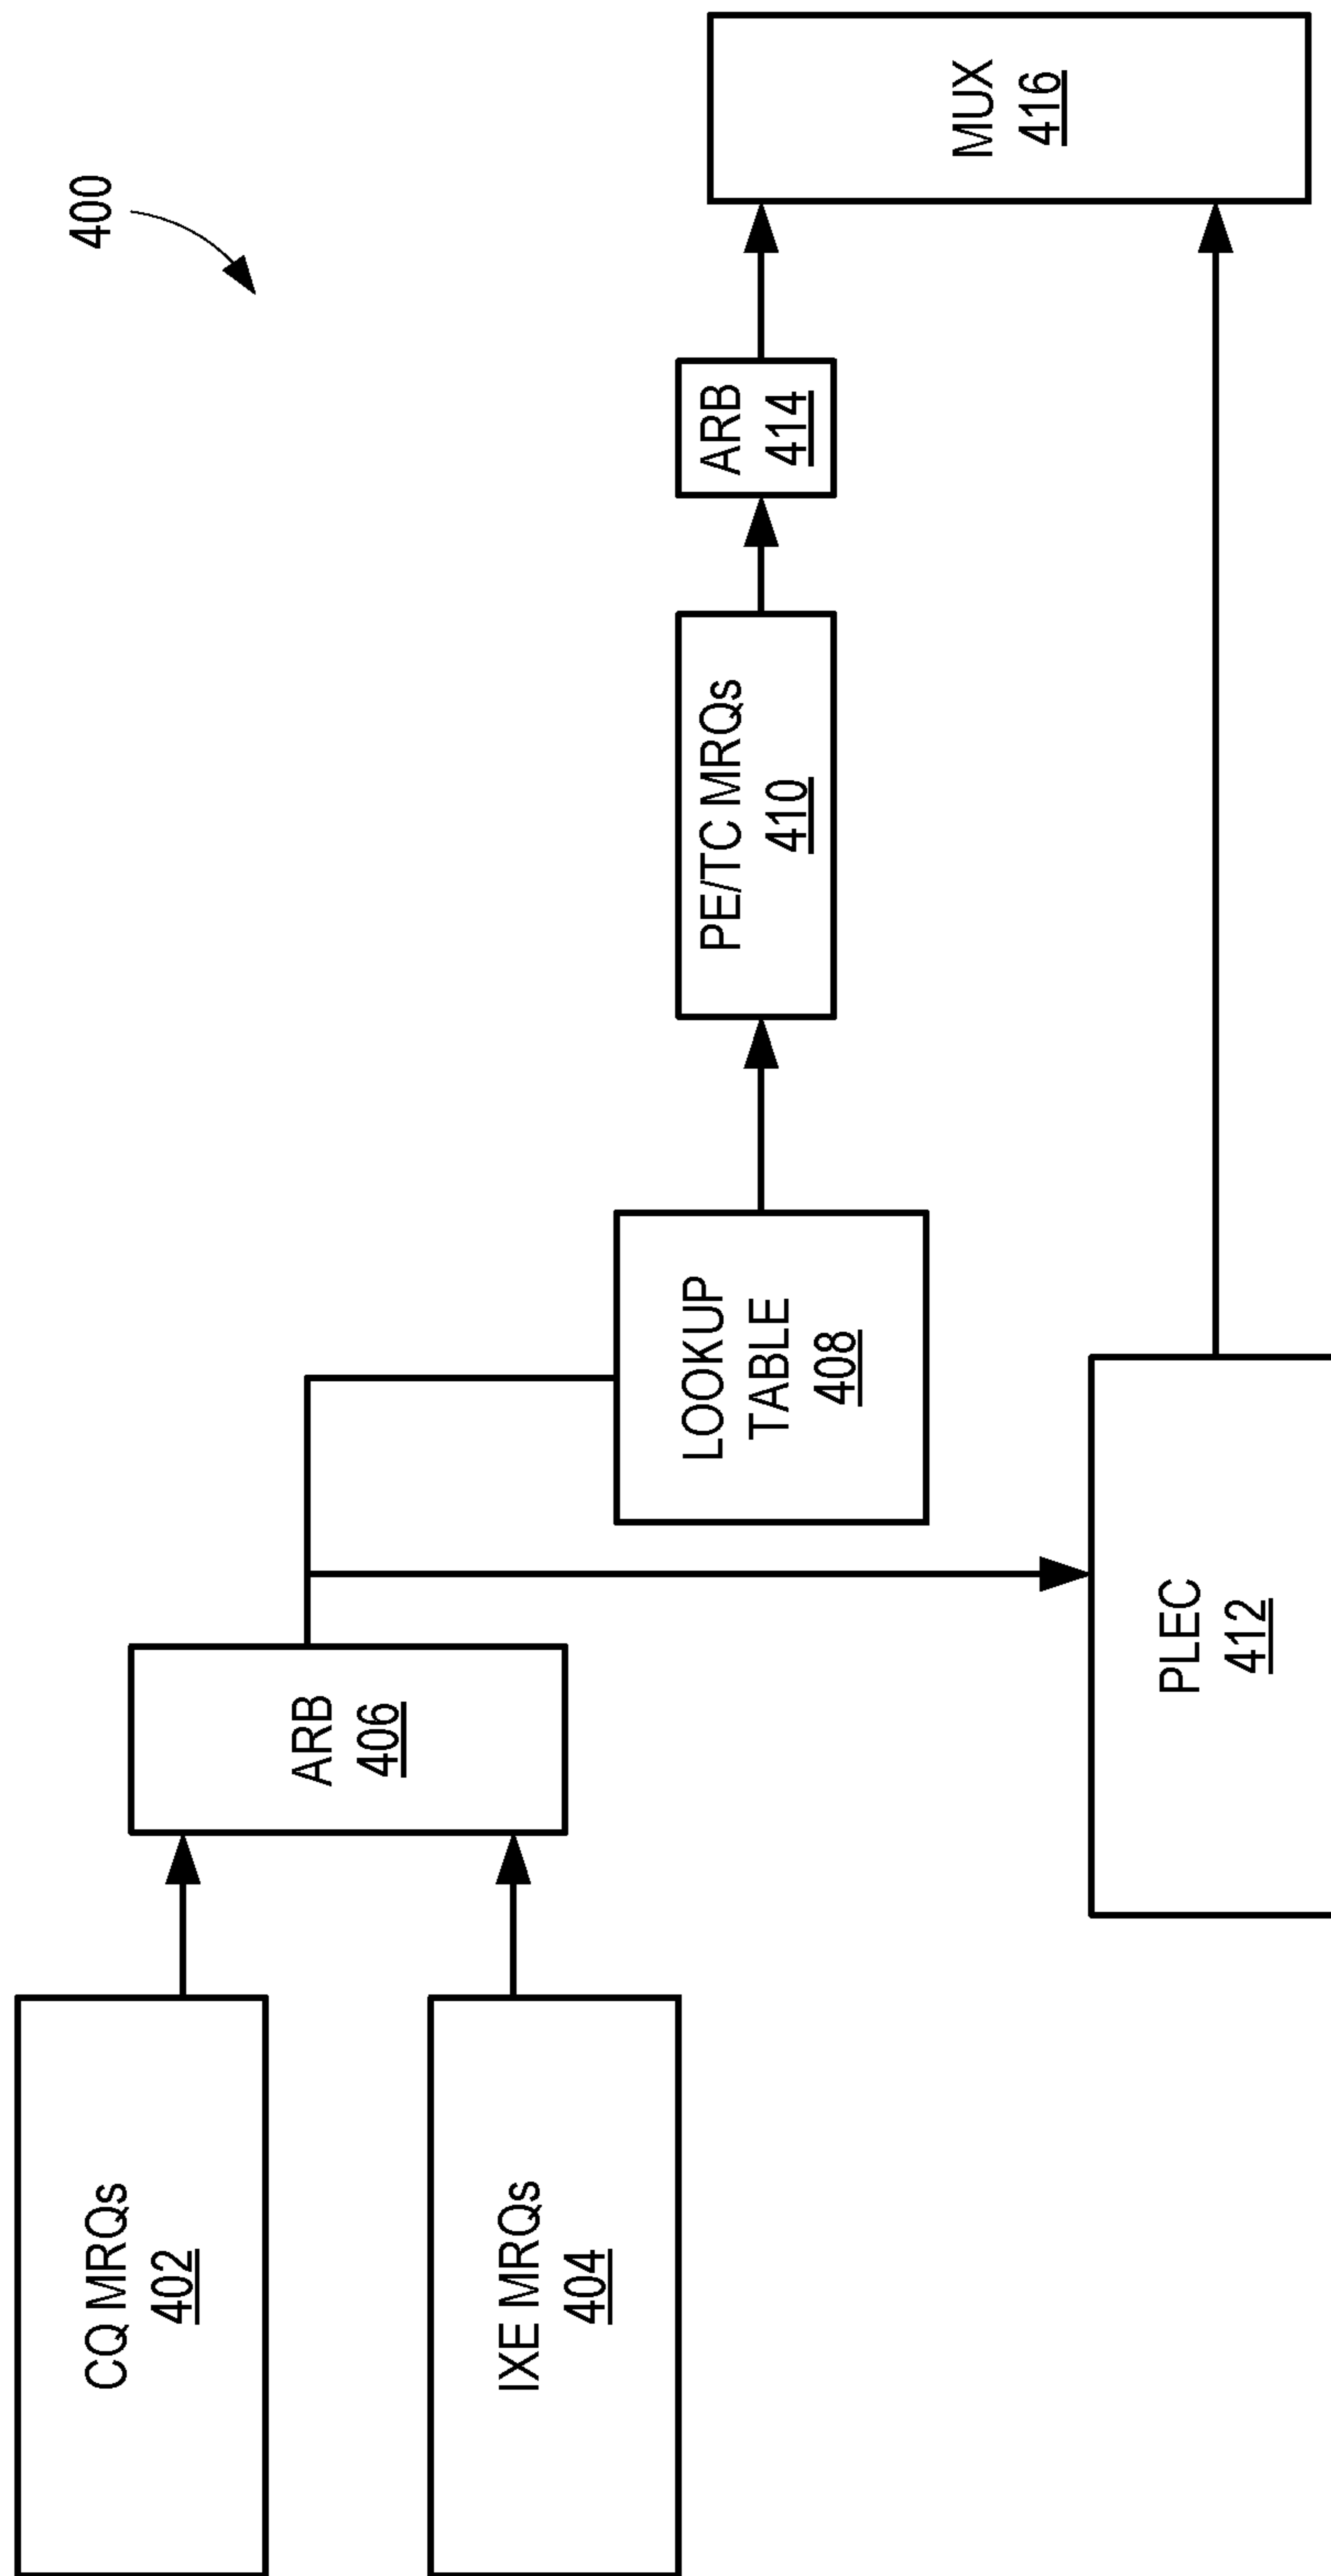 400
CQ MRQs
402
IXE MRQs
404
ARB
406
LOOKUP
TABLE
408
PE/TC MRQs
410
ARB
414
MUX
416
PLEC
412